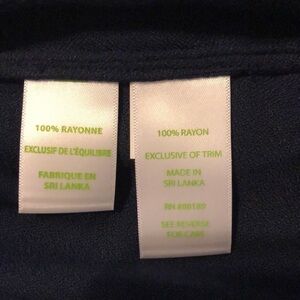 100% RAYONNE
EXCLUSIF DE L'ÉQUILIBRE
FABRIQUE EN
SRI LANKA
100% RAYON
EXCLUSIVE OF TRIM
MADE IN
SRI LANKA
RN #80180
SEE REVERSE
FOR CARE